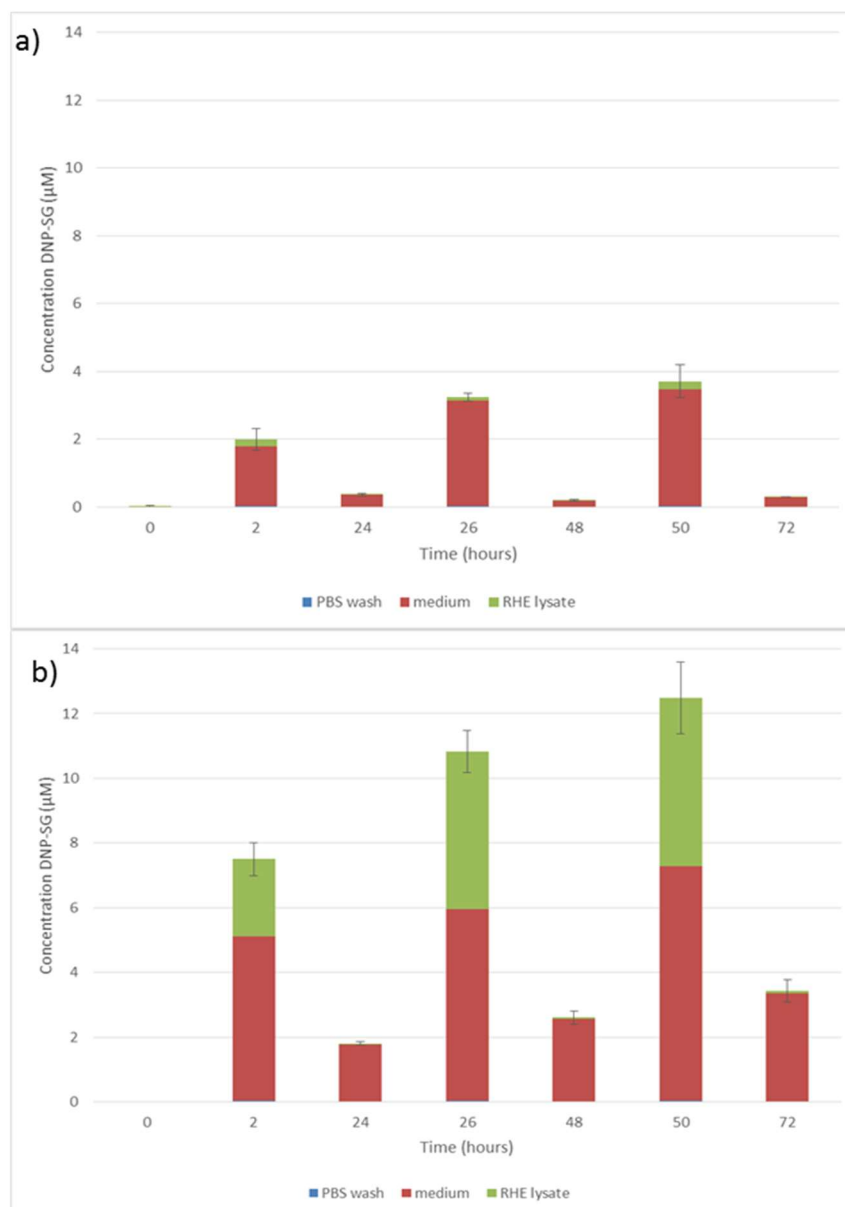 a)
Concentration DNP-SG (µM)
14
12
10
8
6
4
2
0
0 2 24 26 48 50 72
Time (hours)
PBS wash medium RHE lysate
b)
Concentration DNP-SG (µM)
14
12
10
8
6
4
2
0
0 2 24 26 48 50 72
Time (hours)
PBS wash medium RHE lysate